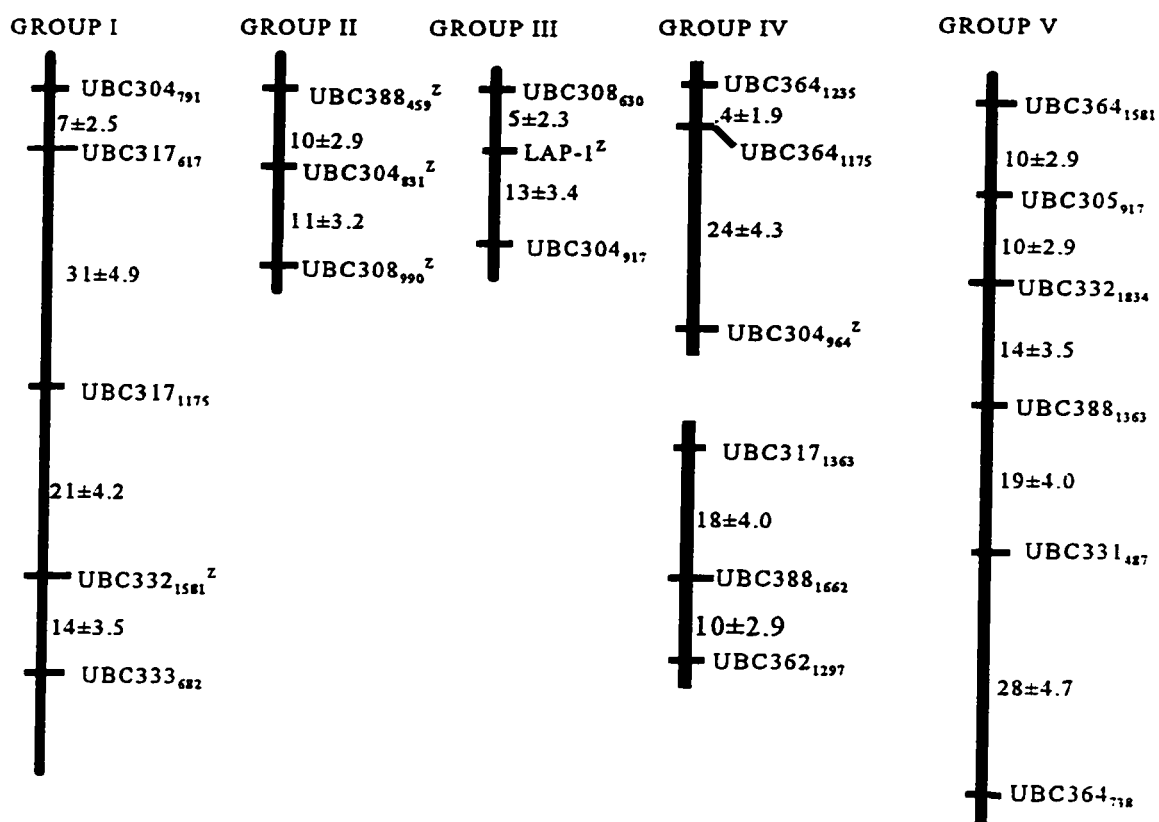 GROUP I
UBC304₇₉₁
7±2.5
UBC317₆₁₇
31±4.9
UBC317₁₁₇₅
21±4.2
UBC332₁₅₈₁ᶻ
14±3.5
UBC333₆₈₂
GROUP II
UBC388₄₅₉ᶻ
10±2.9
UBC304₈₃₁ᶻ
11±3.2
UBC308₉₉₀ᶻ
GROUP III
UBC308₆₃₀
5±2.3
LAP-1ᶻ
13±3.4
UBC304₉₁₇
GROUP IV
UBC364₁₂₃₅
.4±1.9
UBC364₁₁₇₅
24±4.3
UBC304₉₆₄ᶻ
UBC317₁₃₆₃
18±4.0
UBC388₁₆₆₂
10±2.9
UBC362₁₂₉₇
GROUP V
UBC364₁₅₈₁
10±2.9
UBC305₉₁₇
10±2.9
UBC332₁₈₃₄
14±3.5
UBC388₁₃₆₃
19±4.0
UBC331₄₈₇
28±4.7
UBC364₇₃₈